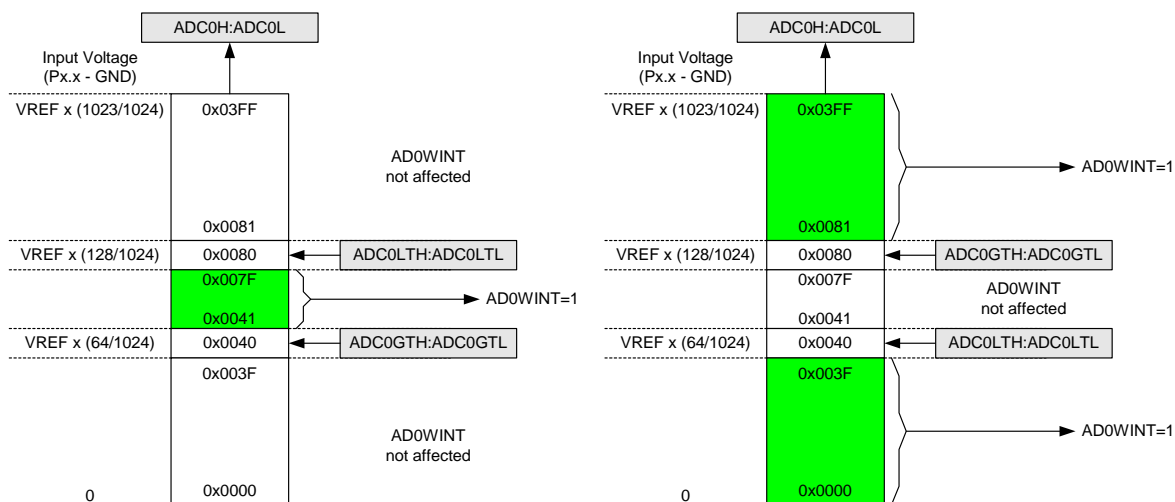 ADC0H:ADC0L
Input Voltage
(Px.x - GND)
VREF x (1023/1024)
0x03FF
AD0WINT
not affected
0x0081
VREF x (128/1024)
0x0080
ADC0LTH:ADC0LTL
0x007F
AD0WINT=1
0x0041
VREF x (64/1024)
0x0040
ADC0GTH:ADC0GTL
0x003F
AD0WINT
not affected
0
0x0000
ADC0H:ADC0L
Input Voltage
(Px.x - GND)
VREF x (1023/1024)
0x03FF
AD0WINT=1
0x0081
VREF x (128/1024)
0x0080
ADC0GTH:ADC0GTL
0x007F
AD0WINT
not affected
0x0041
VREF x (64/1024)
0x0040
ADC0LTH:ADC0LTL
0x003F
AD0WINT=1
0
0x0000